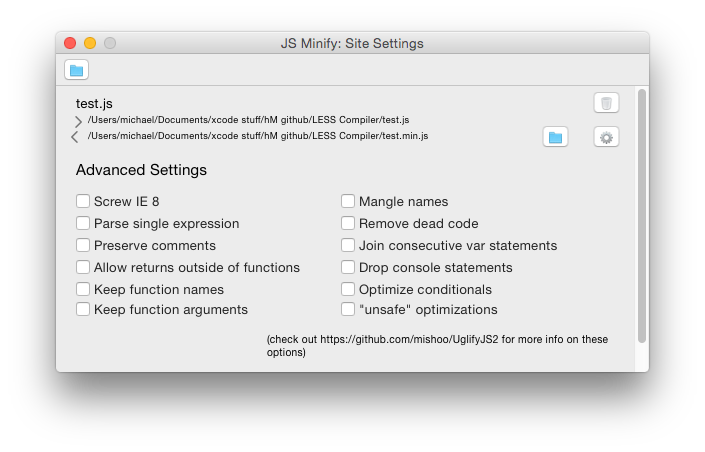 JS Minify: Site Settings
test.js
/Users/michael/Documents/xcode stuff/hM github/LESS Compiler/test.js
/Users/michael/Documents/xcode stuff/hM github/LESS Compiler/test.min.js
Advanced Settings
Screw IE 8
Mangle names
Parse single expression
Remove dead code
Preserve comments
Join consecutive var statements
Allow returns outside of functions
Drop console statements
Keep function names
Optimize conditionals
Keep function arguments
"unsafe" optimizations
(check out https://github.com/mishoo/UglifyJS2 for more info on these
options)